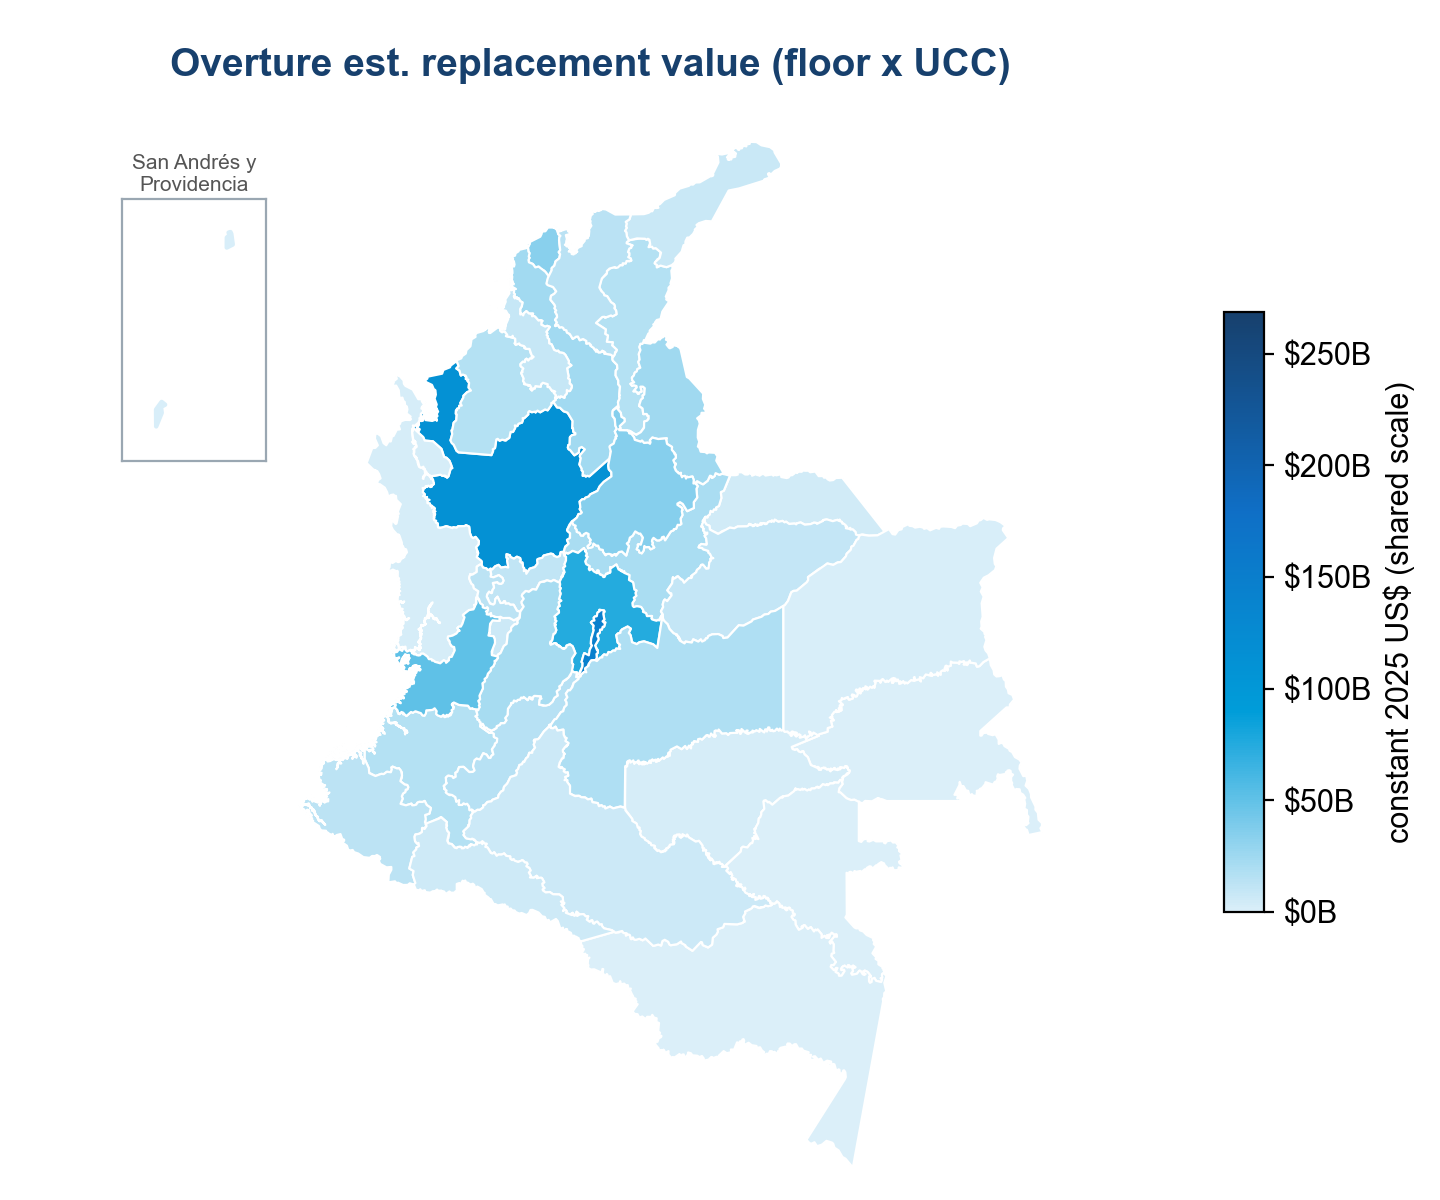 Overture est. replacement value (floor x UCC)
San Andrés y
Providencia
$250B
$200B
$150B
$100B
$50B
$0B
constant 2025 US$ (shared scale)